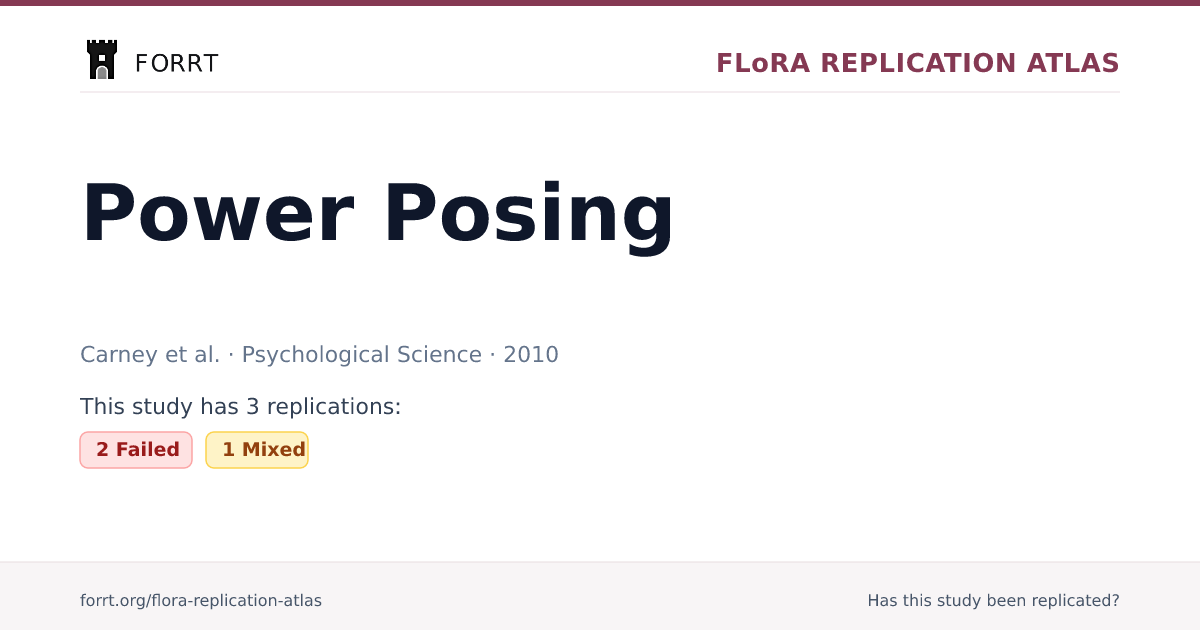 FORRT
FLoRA REPLICATION ATLAS
Power Posing
Carney et al. · Psychological Science · 2010
This study has 3 replications:
2 Failed
1 Mixed
forrt.org/flora-replication-atlas
Has this study been replicated?